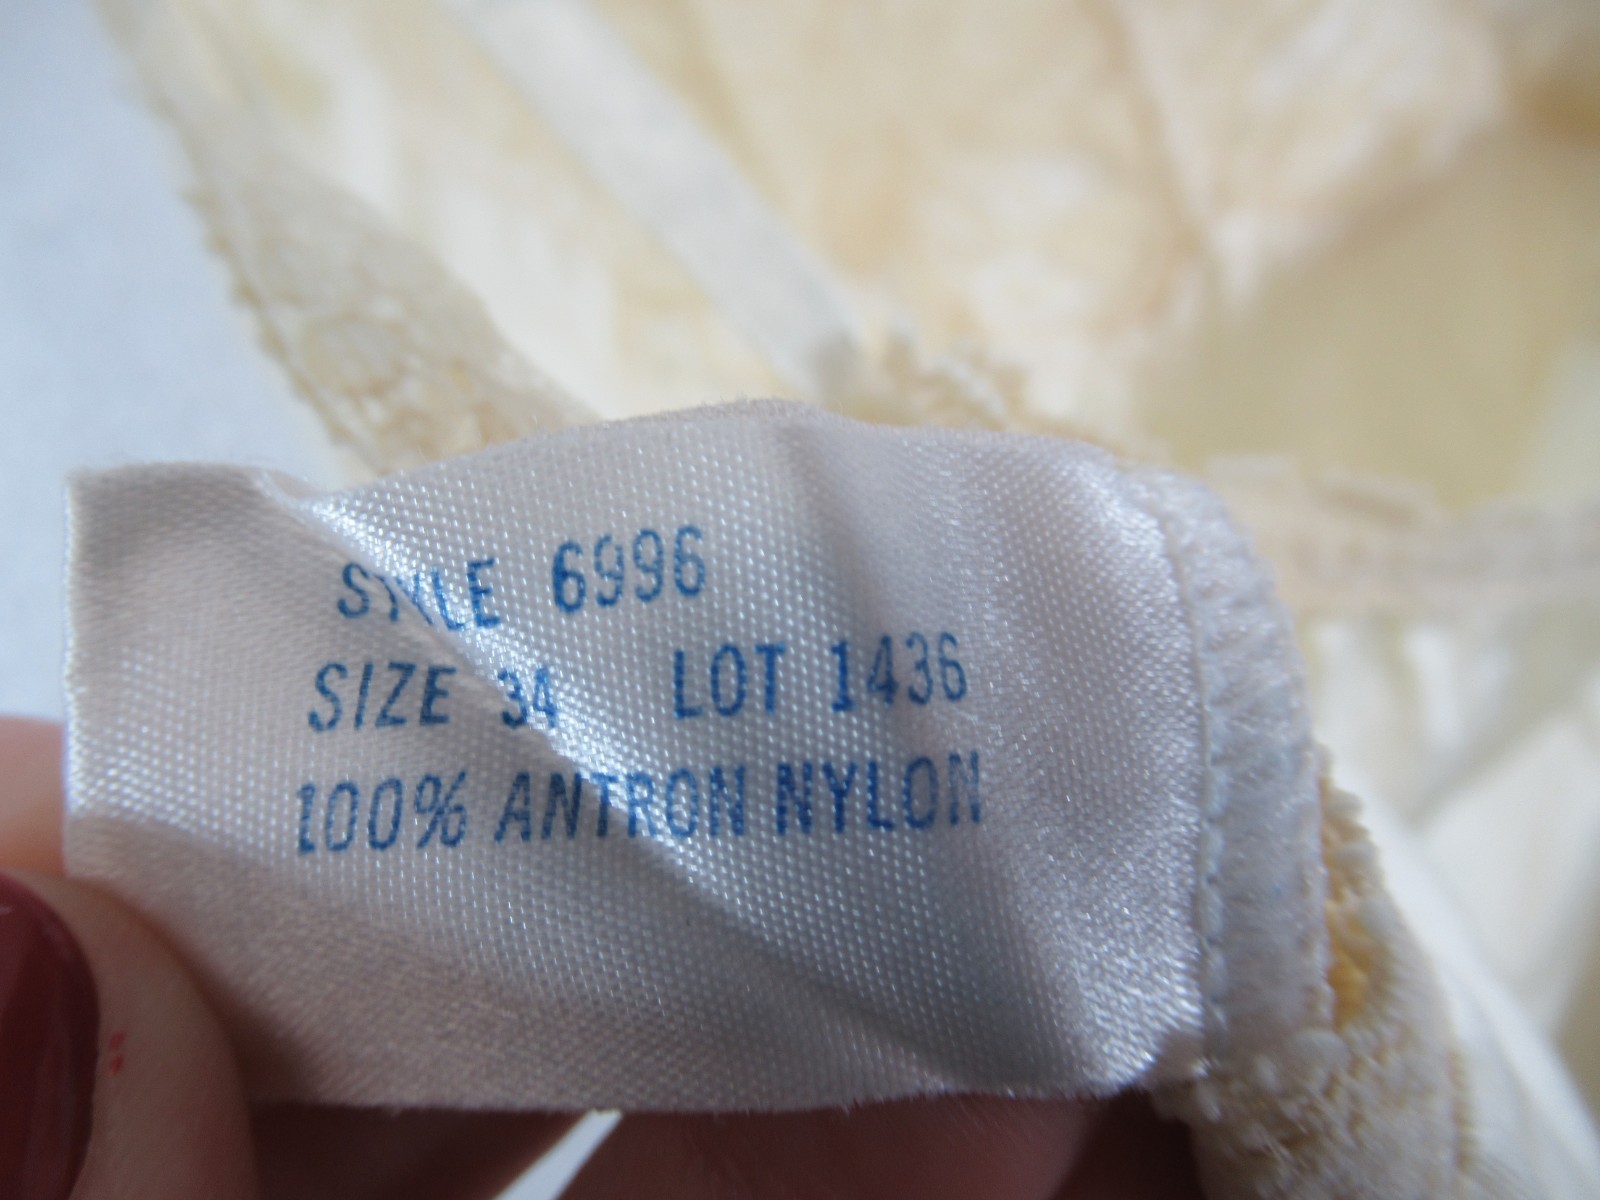 STYLE 6996
SIZE 34 LOT 1436
100% ANTRON NYLON